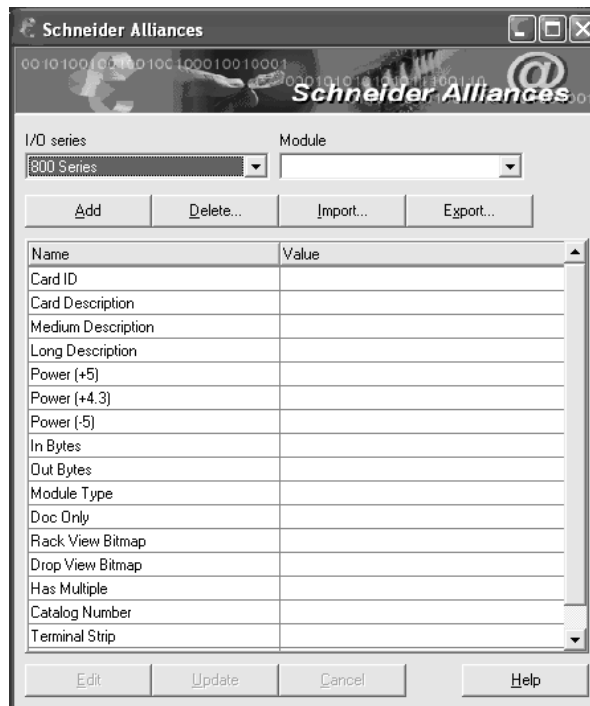 Schneider Alliances
Schneider Alliances
I/O series Module
800 Series
Add Delete... Import... Export...
Name Value
Card ID
Card Description
Medium Description
Long Description
Power (+5)
Power (+4.3)
Power (-5)
In Bytes
Out Bytes
Module Type
Doc Only
Rack View Bitmap
Drop View Bitmap
Has Multiple
Catalog Number
Terminal Strip
Edit Update Cancel Help